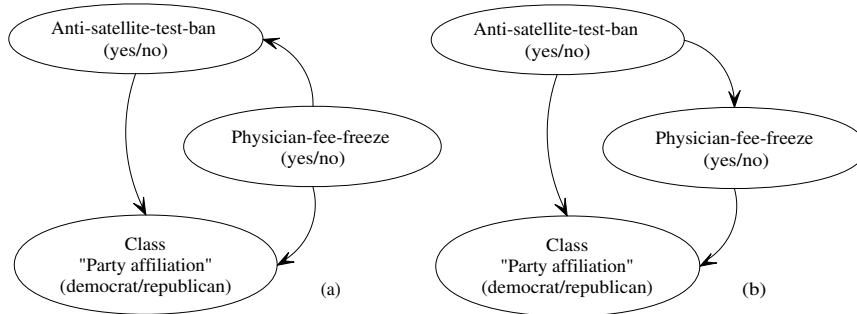 Anti-satellite-test-ban
(yes/no)
Physician-fee-freeze
(yes/no)
Class
"Party affiliation"
(democrat/republican)
(a)
Anti-satellite-test-ban
(yes/no)
Physician-fee-freeze
(yes/no)
Class
"Party affiliation"
(democrat/republican)
(b)